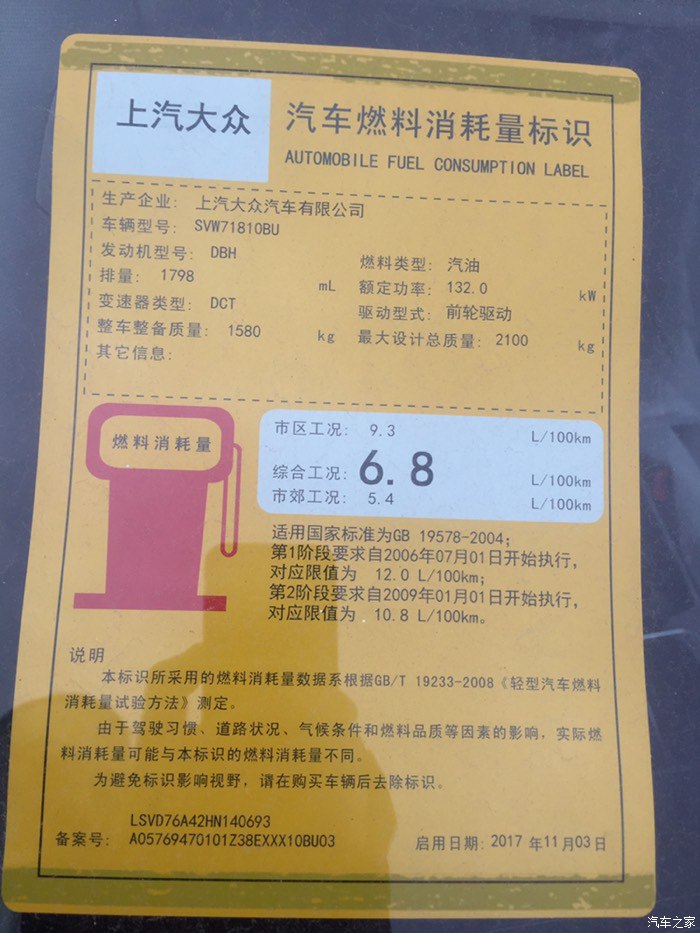 上汽大众
汽车燃料消耗量标识
AUTOMOBILE FUEL CONSUMPTION LABEL
生产企业: 上汽大众汽车有限公司
车辆型号: SVW71810BU
发动机型号: DBH
燃料类型: 汽油
排量: 1798 mL
额定功率: 132.0 kW
变速器类型: DCT
驱动型式: 前轮驱动
整车整备质量: 1580 kg
最大设计总质量: 2100 kg
其它信息:
燃料消耗量
市区工况: 9.3 L/100km
综合工况: 6.8 L/100km
市郊工况: 5.4 L/100km
适用国家标准为GB 19578-2004;
第1阶段要求自2006年07月01日开始执行,
对应限值为 12.0 L/100km;
第2阶段要求自2009年01月01日开始执行,
对应限值为 10.8 L/100km。
说明
本标识所采用的燃料消耗量数据系根据GB/T 19233-2008《轻型汽车燃料
消耗量试验方法》测定。
由于驾驶习惯、道路状况、气候条件和燃料品质等因素的影响,实际燃
料消耗量可能与本标识的燃料消耗量不同。
为避免标识影响视野,请在购买车辆后去除标识。
LSVD76A42HN140693
备案号: A05769470101Z38EXXX10BU03
启用日期: 2017 年11月03日
汽车之家